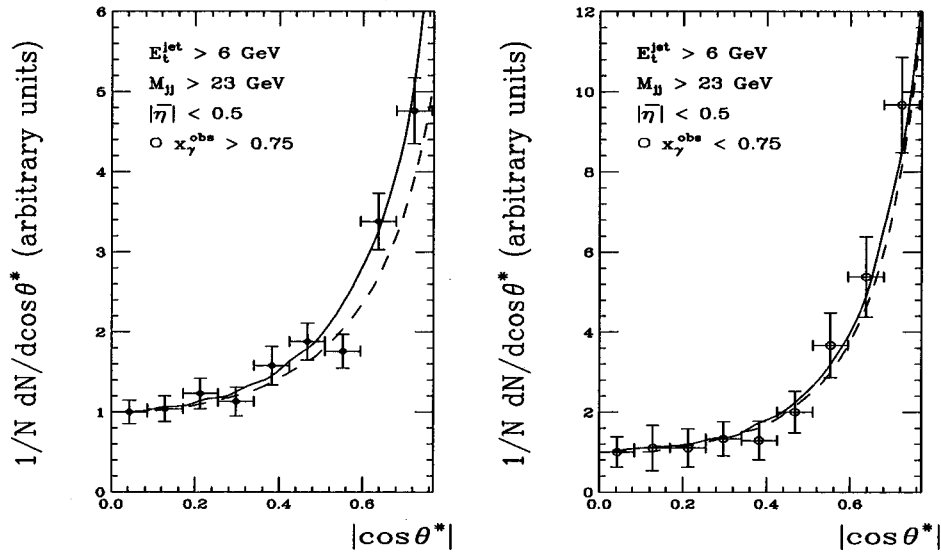 1/N dN/dcosθ* (arbitrary units)
6
5
4
3
2
1
0
E_t^jet > 6 GeV
M_jj > 23 GeV
|η̅| < 0.5
○ x_γ^obs > 0.75
0.0 0.2 0.4 0.6
|cos θ*|
1/N dN/dcosθ* (arbitrary units)
12
10
8
6
4
2
0
E_t^jet > 6 GeV
M_jj > 23 GeV
|η̅| < 0.5
○ x_γ^obs < 0.75
0.0 0.2 0.4 0.6
|cos θ*|